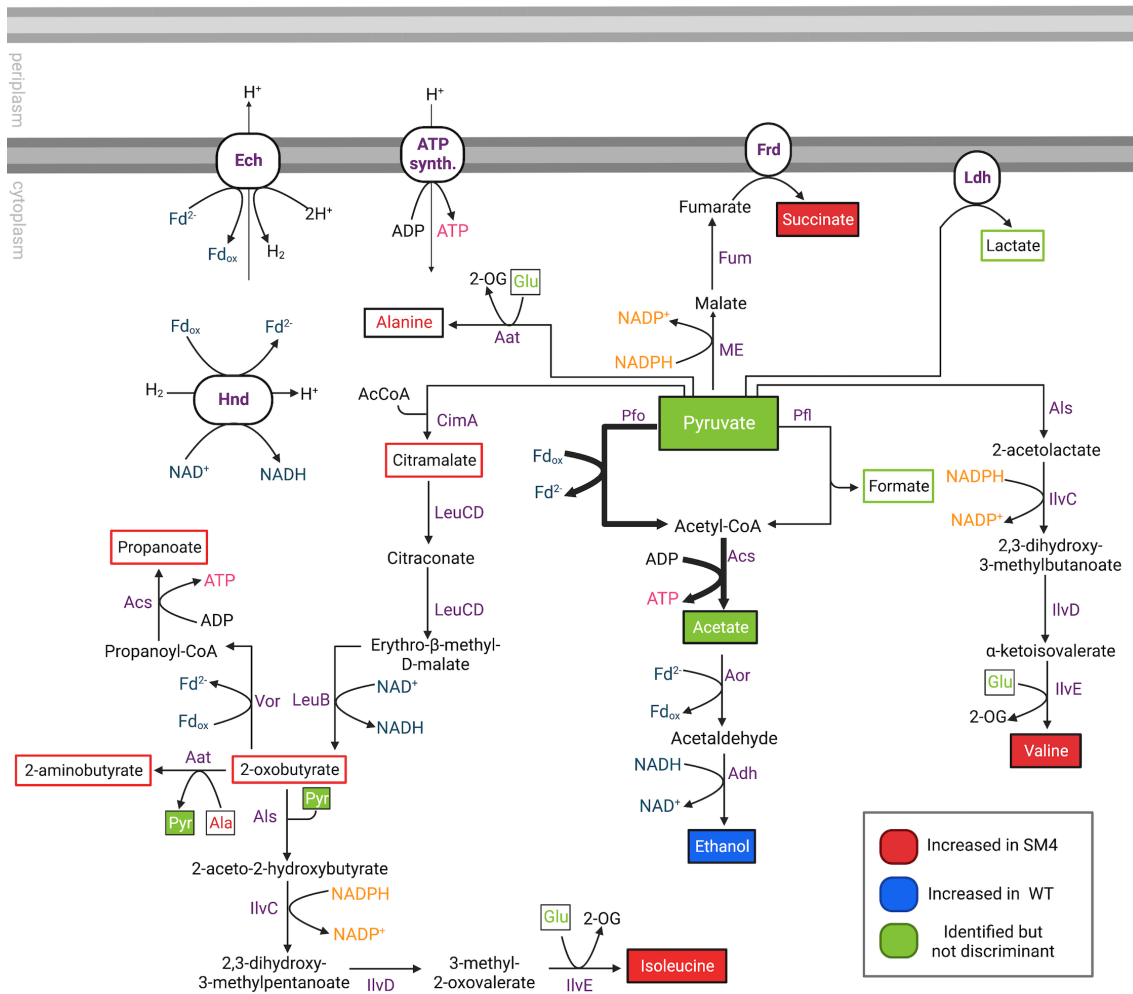 periplasm
cytoplasm
H⁺
Ech
Fd²⁻
Fdₒₓ
H₂
2H⁺
H⁺
ATP
synth.
ADP
ATP
Frd
Fumarate
Succinate
Fum
Malate
NADP⁺
NADPH
ME
Ldh
Lactate
2-OG
Glu
Alanine
Aat
Fdₒₓ
Fd²⁻
H₂
Hnd
H⁺
NAD⁺
NADH
AcCoA
CimA
Citramalate
LeuCD
Citraconate
LeuCD
Erythro-β-methyl-
D-malate
LeuB
NAD⁺
NADH
Propanoate
Acs
ATP
ADP
Propanoyl-CoA
Fd²⁻
Fdₒₓ
Vor
2-aminobutyrate
Aat
2-oxobutyrate
Pyr
Ala
Als
Pyr
2-aceto-2-hydroxybutyrate
IlvC
NADPH
NADP⁺
2,3-dihydroxy-
3-methylpentanoate
IlvD
3-methyl-
2-oxovalerate
Glu
2-OG
IlvE
Isoleucine
Pyruvate
Pfo
Pfl
Fdₒₓ
Fd²⁻
Formate
Acetyl-CoA
ADP
Acs
ATP
Acetate
Fd²⁻
Aor
Fdₒₓ
Acetaldehyde
NADH
Adh
NAD⁺
Ethanol
Als
2-acetolactate
NADPH
IlvC
NADP⁺
2,3-dihydroxy-
3-methylbutanoate
IlvD
α-ketoisovalerate
Glu
IlvE
2-OG
Valine
Increased in SM4
Increased in WT
Identified but
not discriminant